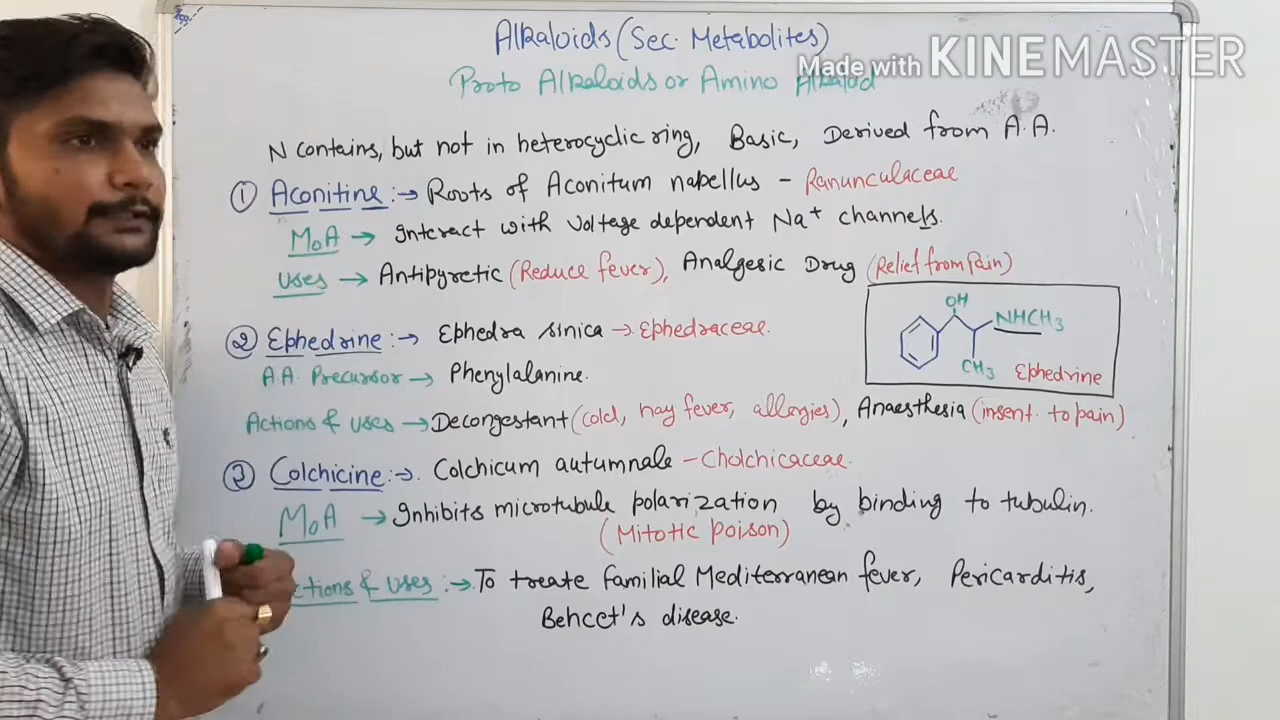 Alkaloids (Sec. Metabolites)
Made with KINEMASTER
Proto Alkaloids or Amino Alkaloid
N contains, but not in heterocyclic ring, Basic, Derived from A.A.
① Aconitine :→ Roots of Aconitum nabellus - Ranunculaceae
MoA → Interact with voltage dependent Na+ channels.
Uses → Antipyretic (Reduce fever), Analgesic Drug (Relief from Pain)
OH
NHCH3
CH3
Ephedrine
② Ephedrine :→ Ephedra sinica → Ephedraceae.
A.A. Precursor → Phenylalanine.
Actions & uses → Decongestant (cold, hay fever, allergies), Anaesthesia (insent. to pain)
③ Colchicine :→. Colchicum autumnale - Cholchicaceae.
MoA → Inhibits microtubule polarization by binding to tubulin.
(Mitotic poison)
ctions & Uses :→ To treate Familial Mediterranean fever, Pericarditis,
Behcet's disease.